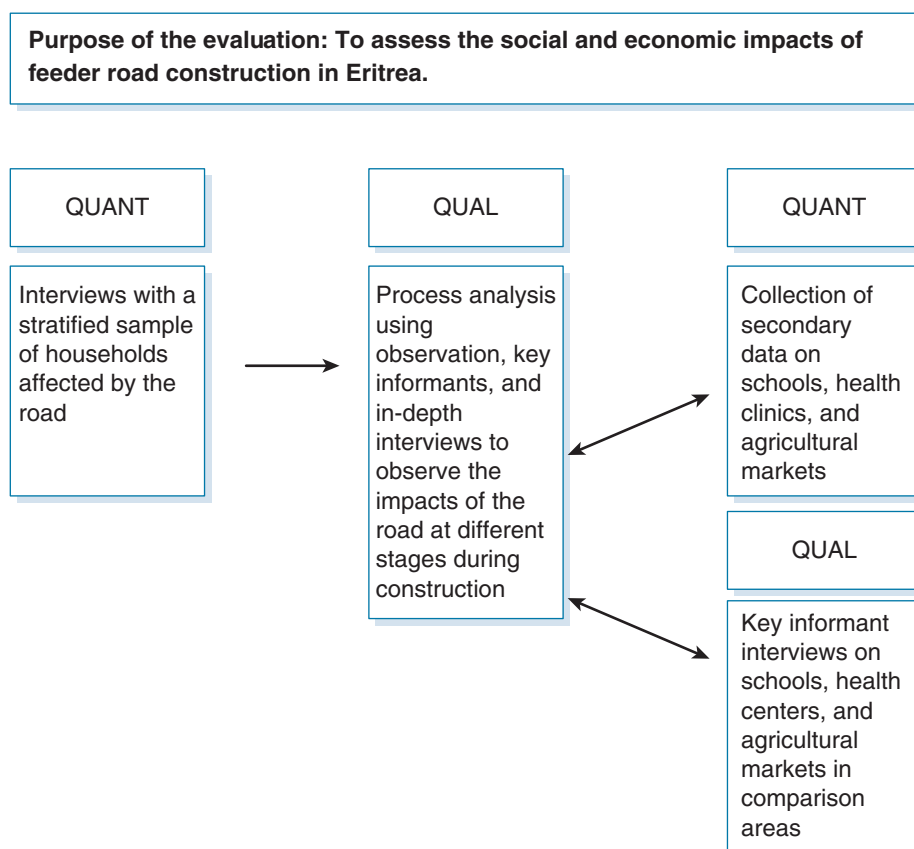 Purpose of the evaluation: To assess the social and economic impacts of
feeder road construction in Eritrea.
QUANT
Interviews with a
stratified sample
of households
affected by the
road
QUAL
Process analysis
using
observation, key
informants, and
in-depth
interviews to
observe the
impacts of the
road at different
stages during
construction
QUANT
Collection of
secondary
data on
schools, health
clinics, and
agricultural
markets
QUAL
Key informant
interviews on
schools, health
centers, and
agricultural
markets in
comparison
areas